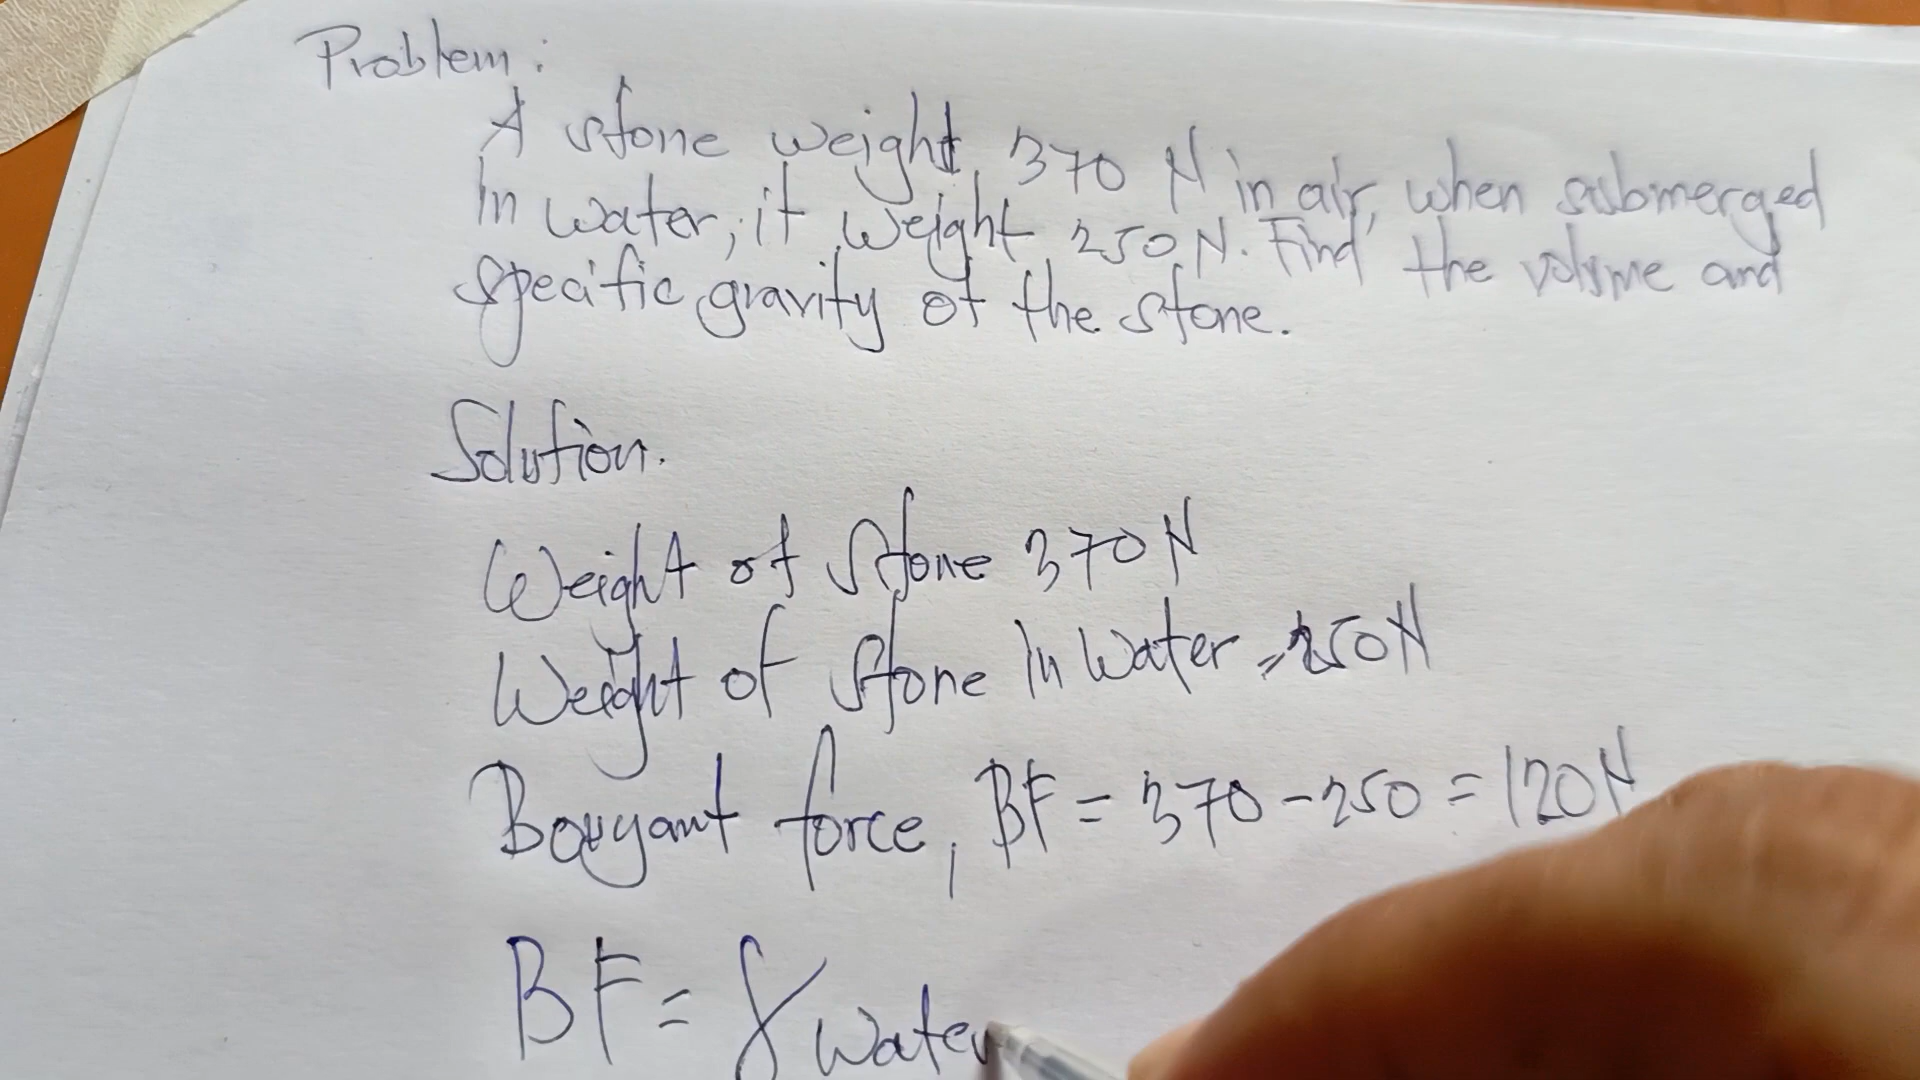 Problem:
A stone weight 370 N in air, when submerged
in water, it weight 250 N. Find the volume and
specific gravity of the stone.
Solution.
Weight of Stone 370 N
Weight of Stone in Water = 250 N
Bouyant force, BF = 370 - 250 = 120 N
BF = γ water